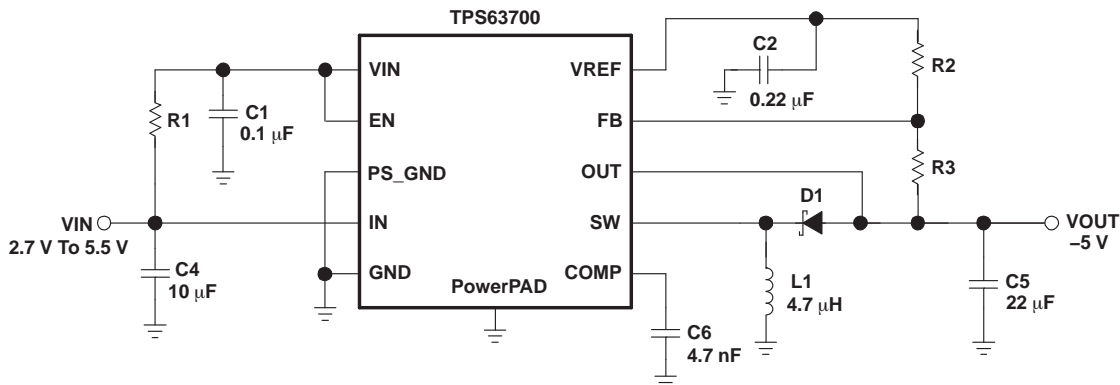 TPS63700
VIN
VREF
C2
0.22 μF
R2
R1
C1
0.1 μF
EN
FB
R3
PS_GND
OUT
D1
VIN
2.7 V To 5.5 V
IN
SW
VOUT
–5 V
C4
10 μF
GND
COMP
PowerPAD
L1
4.7 μH
C5
22 μF
C6
4.7 nF